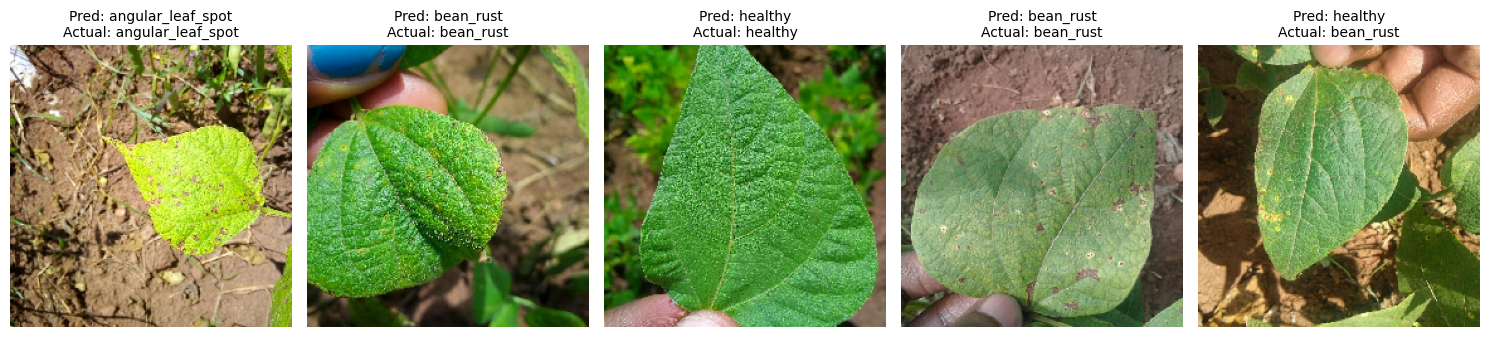 Pred: angular_leaf_spot
Actual: angular_leaf_spot
Pred: bean_rust
Actual: bean_rust
Pred: healthy
Actual: healthy
Pred: bean_rust
Actual: bean_rust
Pred: healthy
Actual: bean_rust